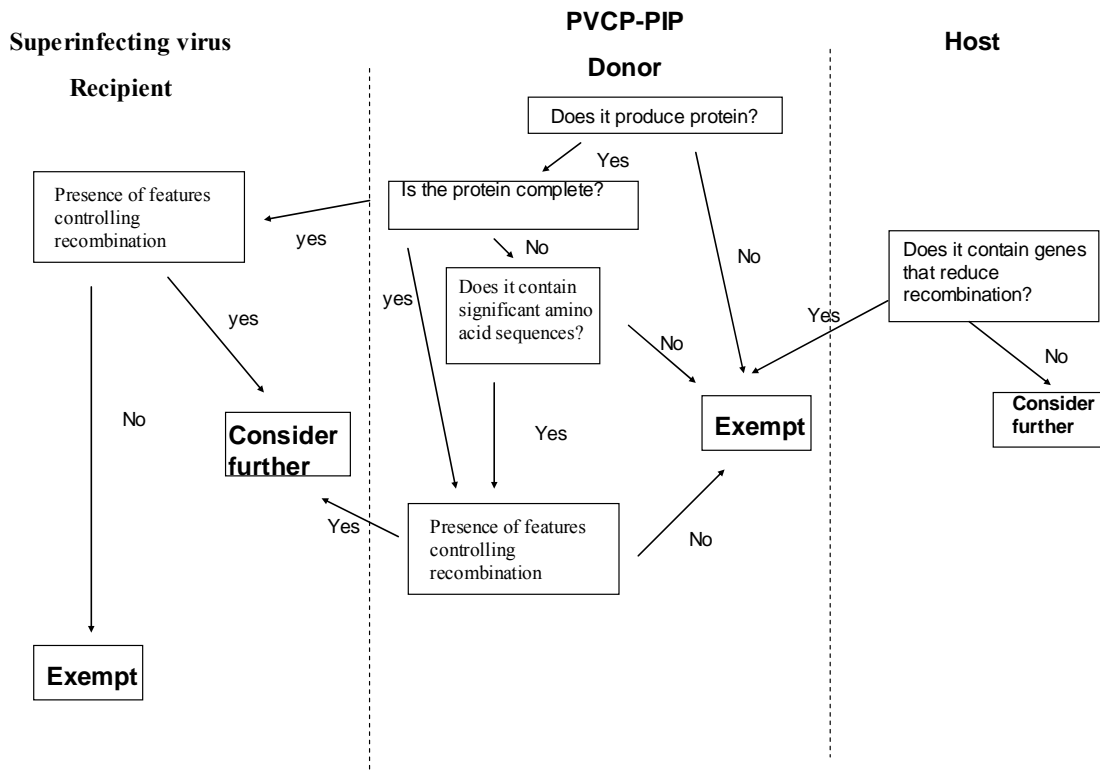 Superinfecting virus
Recipient
PVCP-PIP
Donor
Host
Does it produce protein?
Yes
Is the protein complete?
Presence of features
controlling
recombination
yes
No
No
Does it contain genes
that reduce
recombination?
Does it contain
significant amino
acid sequences?
yes
yes
Yes
No
No
No
Consider
further
Exempt
Consider
further
Yes
Yes
Presence of features
controlling
recombination
No
Exempt